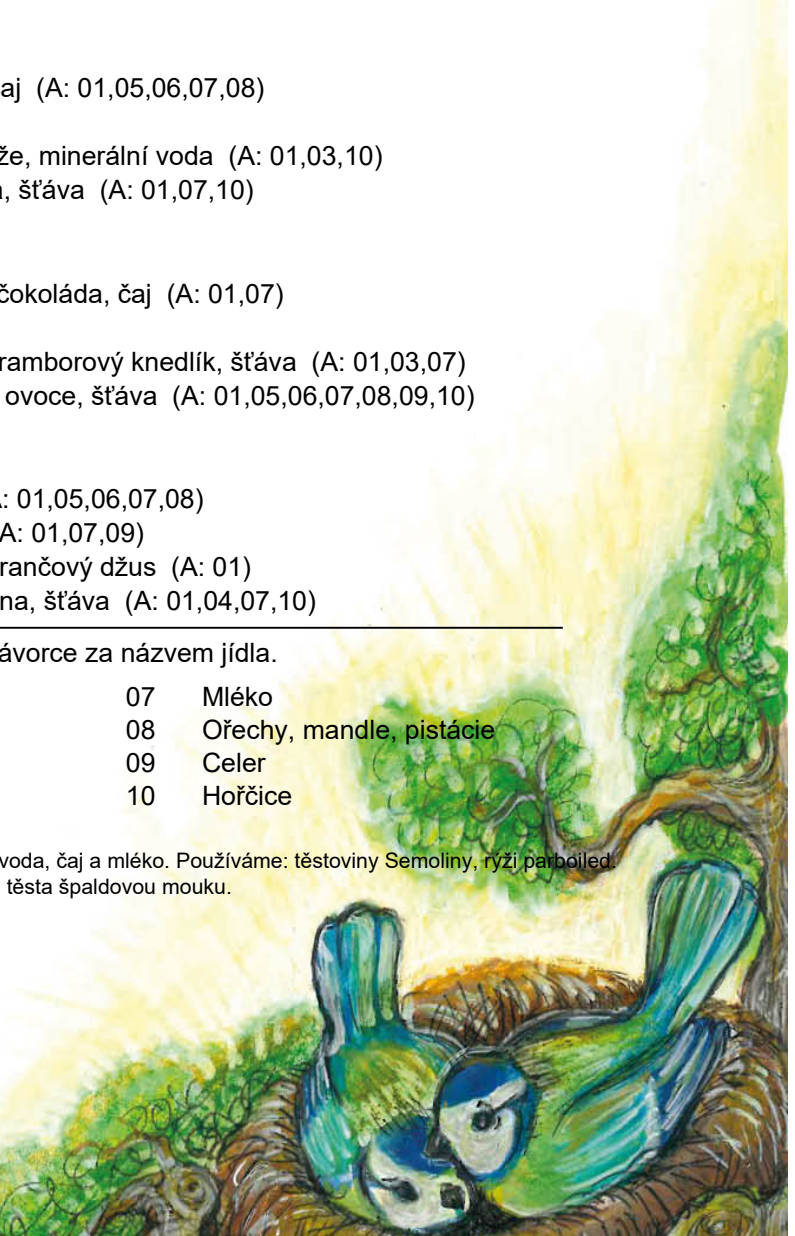 aj (A: 01,05,06,07,08)
že, minerální voda (A: 01,03,10)
, šťáva (A: 01,07,10)
čokoláda, čaj (A: 01,07)
ramborový knedlík, šťáva (A: 01,03,07)
ovoce, šťáva (A: 01,05,06,07,08,09,10)
: 01,05,06,07,08)
A: 01,07,09)
rančový džus (A: 01)
na, šťáva (A: 01,04,07,10)
ávorce za názvem jídla.
07 Mléko
08 Ořechy, mandle, pistácie
09 Celer
10 Hořčice
voda, čaj a mléko. Používáme: těstoviny Semoliny, rýži parboiled.
těsta špaldovou mouku.